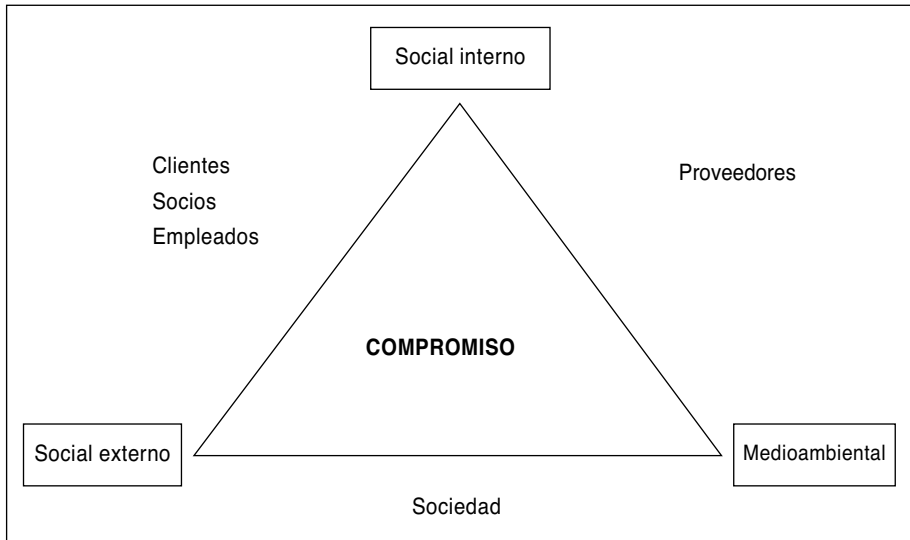 Social interno
Clientes
Socios
Empleados
Proveedores
COMPROMISO
Social externo
Medioambiental
Sociedad